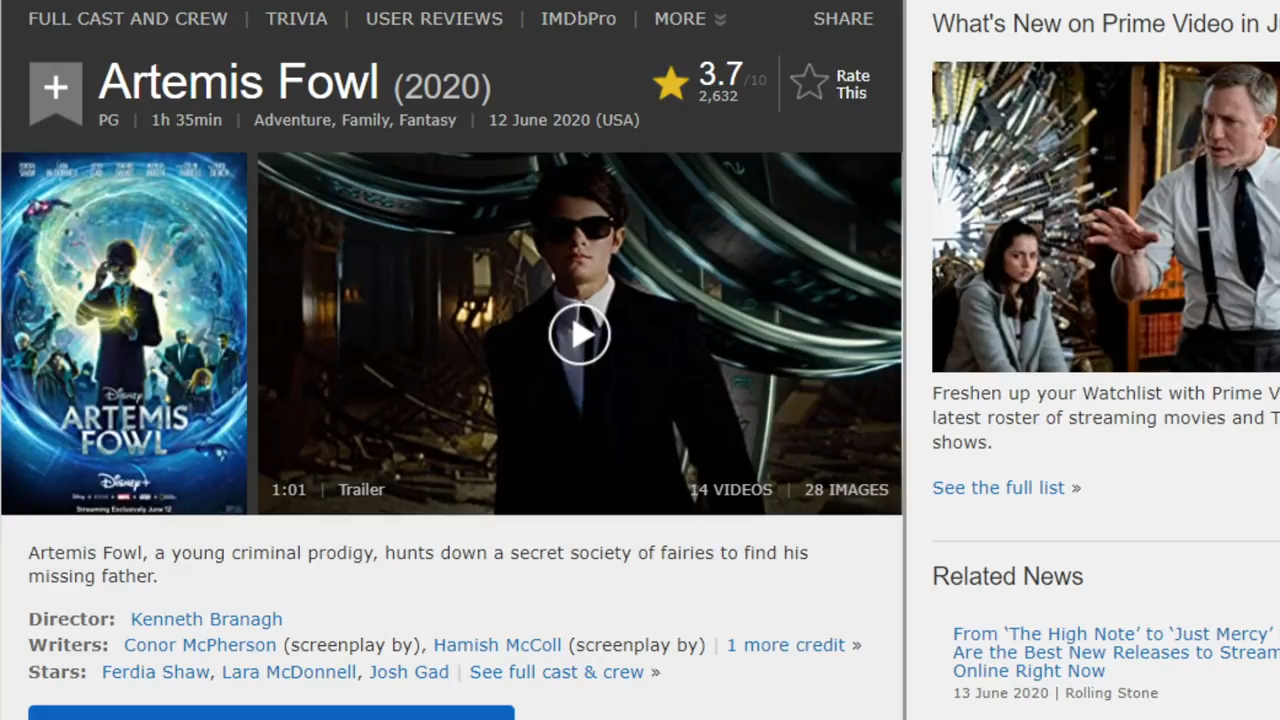 FULL CAST AND CREW | TRIVIA | USER REVIEWS | IMDbPro | MORE SHARE
+ Artemis Fowl (2020)
3.7/10
2,632
Rate
This
PG | 1h 35min | Adventure, Family, Fantasy | 12 June 2020 (USA)
DISNEY
ARTEMIS
FOWL
Disney+
Streaming Exclusively June 12
1:01 | Trailer
14 VIDEOS | 28 IMAGES
Artemis Fowl, a young criminal prodigy, hunts down a secret society of fairies to find his
missing father.
Director: Kenneth Branagh
Writers: Conor McPherson (screenplay by), Hamish McColl (screenplay by) | 1 more credit »
Stars: Ferdia Shaw, Lara McDonnell, Josh Gad | See full cast & crew »
What's New on Prime Video in J
Freshen up your Watchlist with Prime V
latest roster of streaming movies and T
shows.
See the full list »
Related News
From ‘The High Note’ to ‘Just Mercy’
Are the Best New Releases to Stream
Online Right Now
13 June 2020 | Rolling Stone